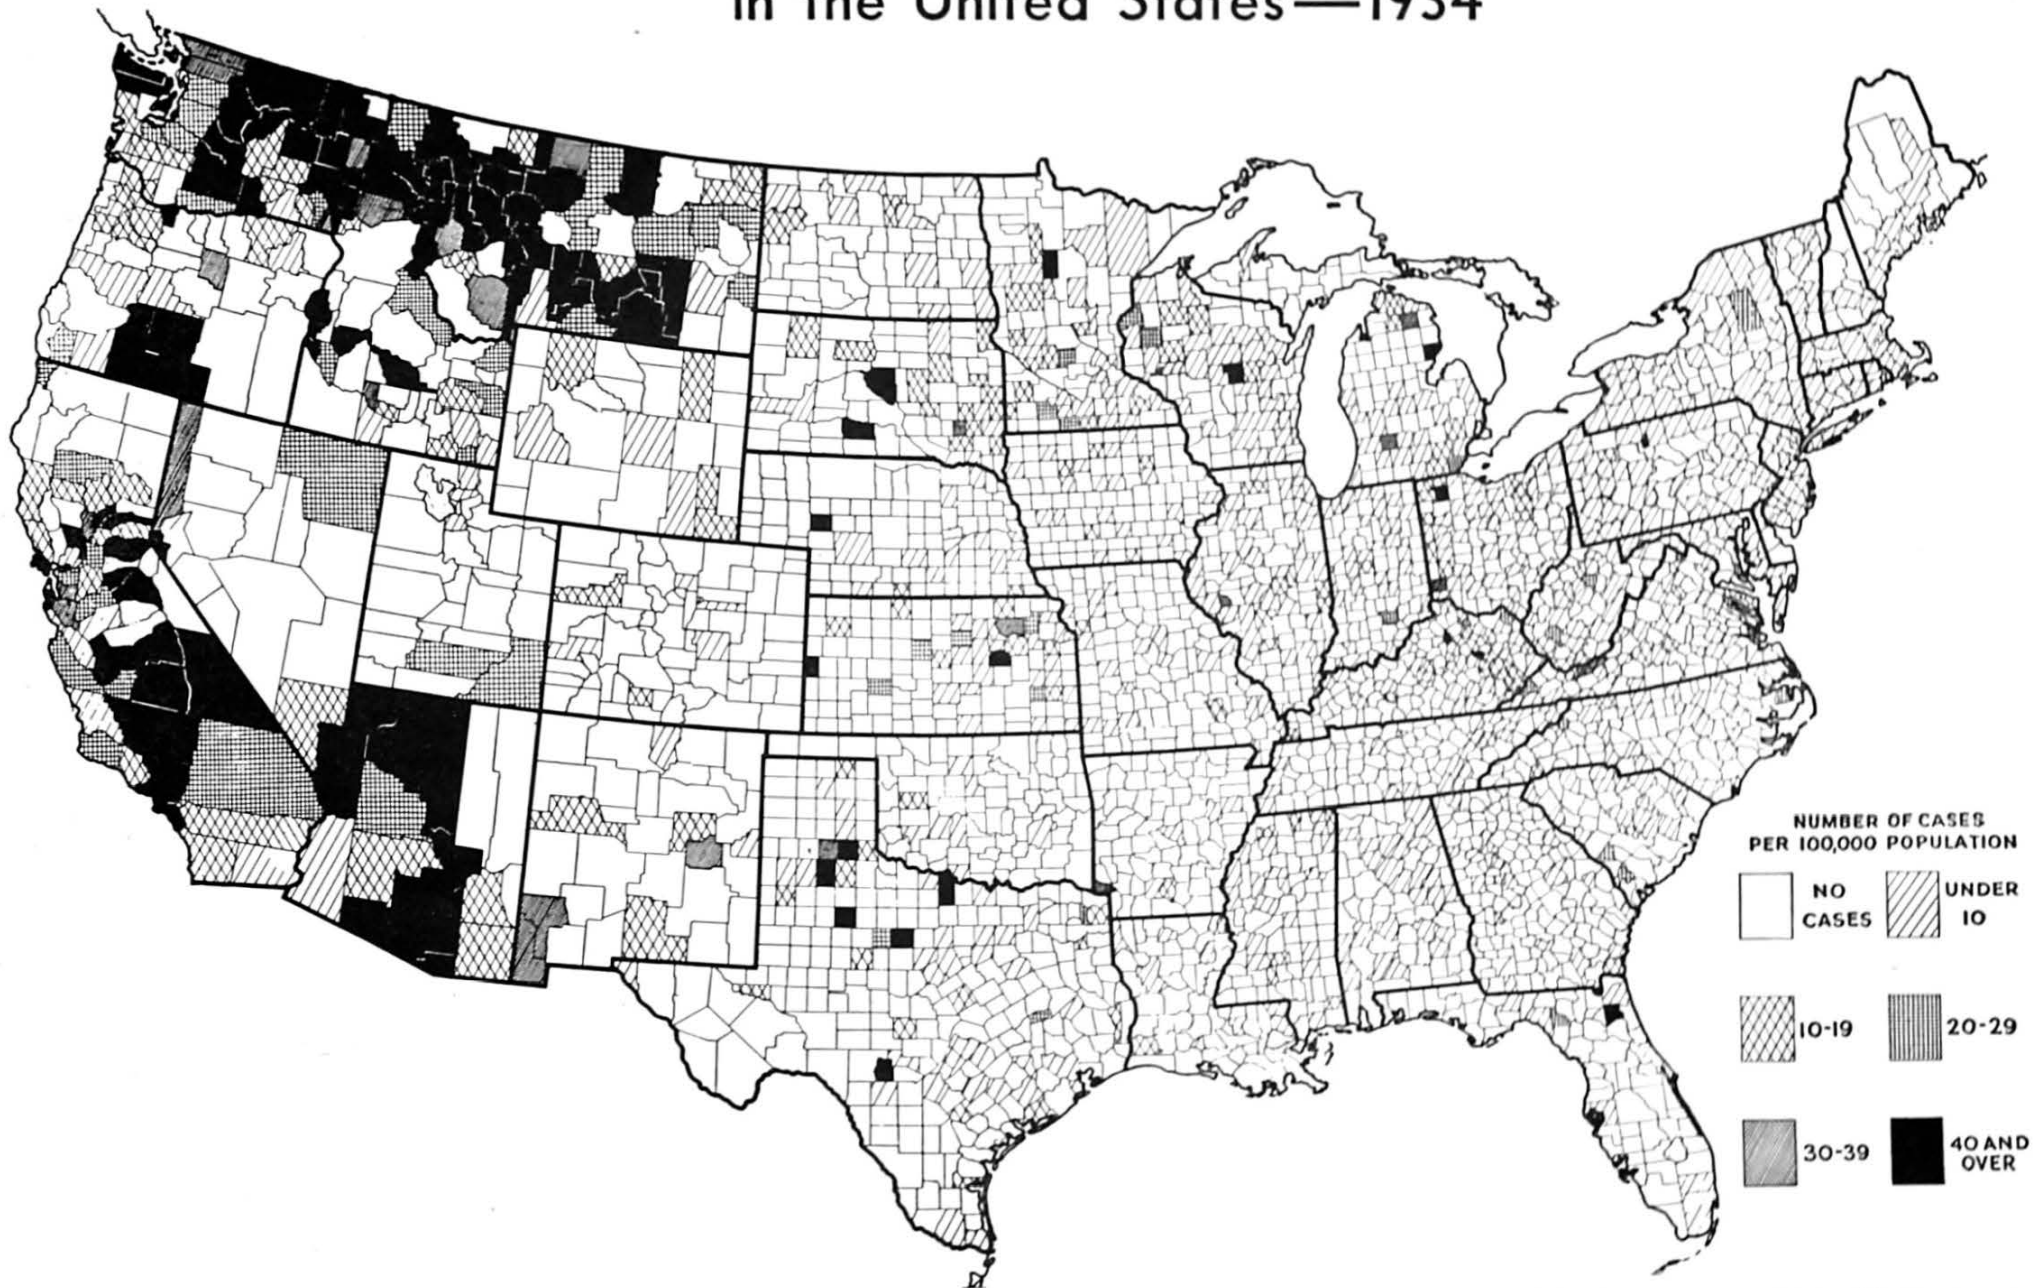 in the United States—1934
NUMBER OF CASES
PER 100,000 POPULATION
NO
CASES
UNDER
10
10-19
20-29
30-39
40 AND
OVER